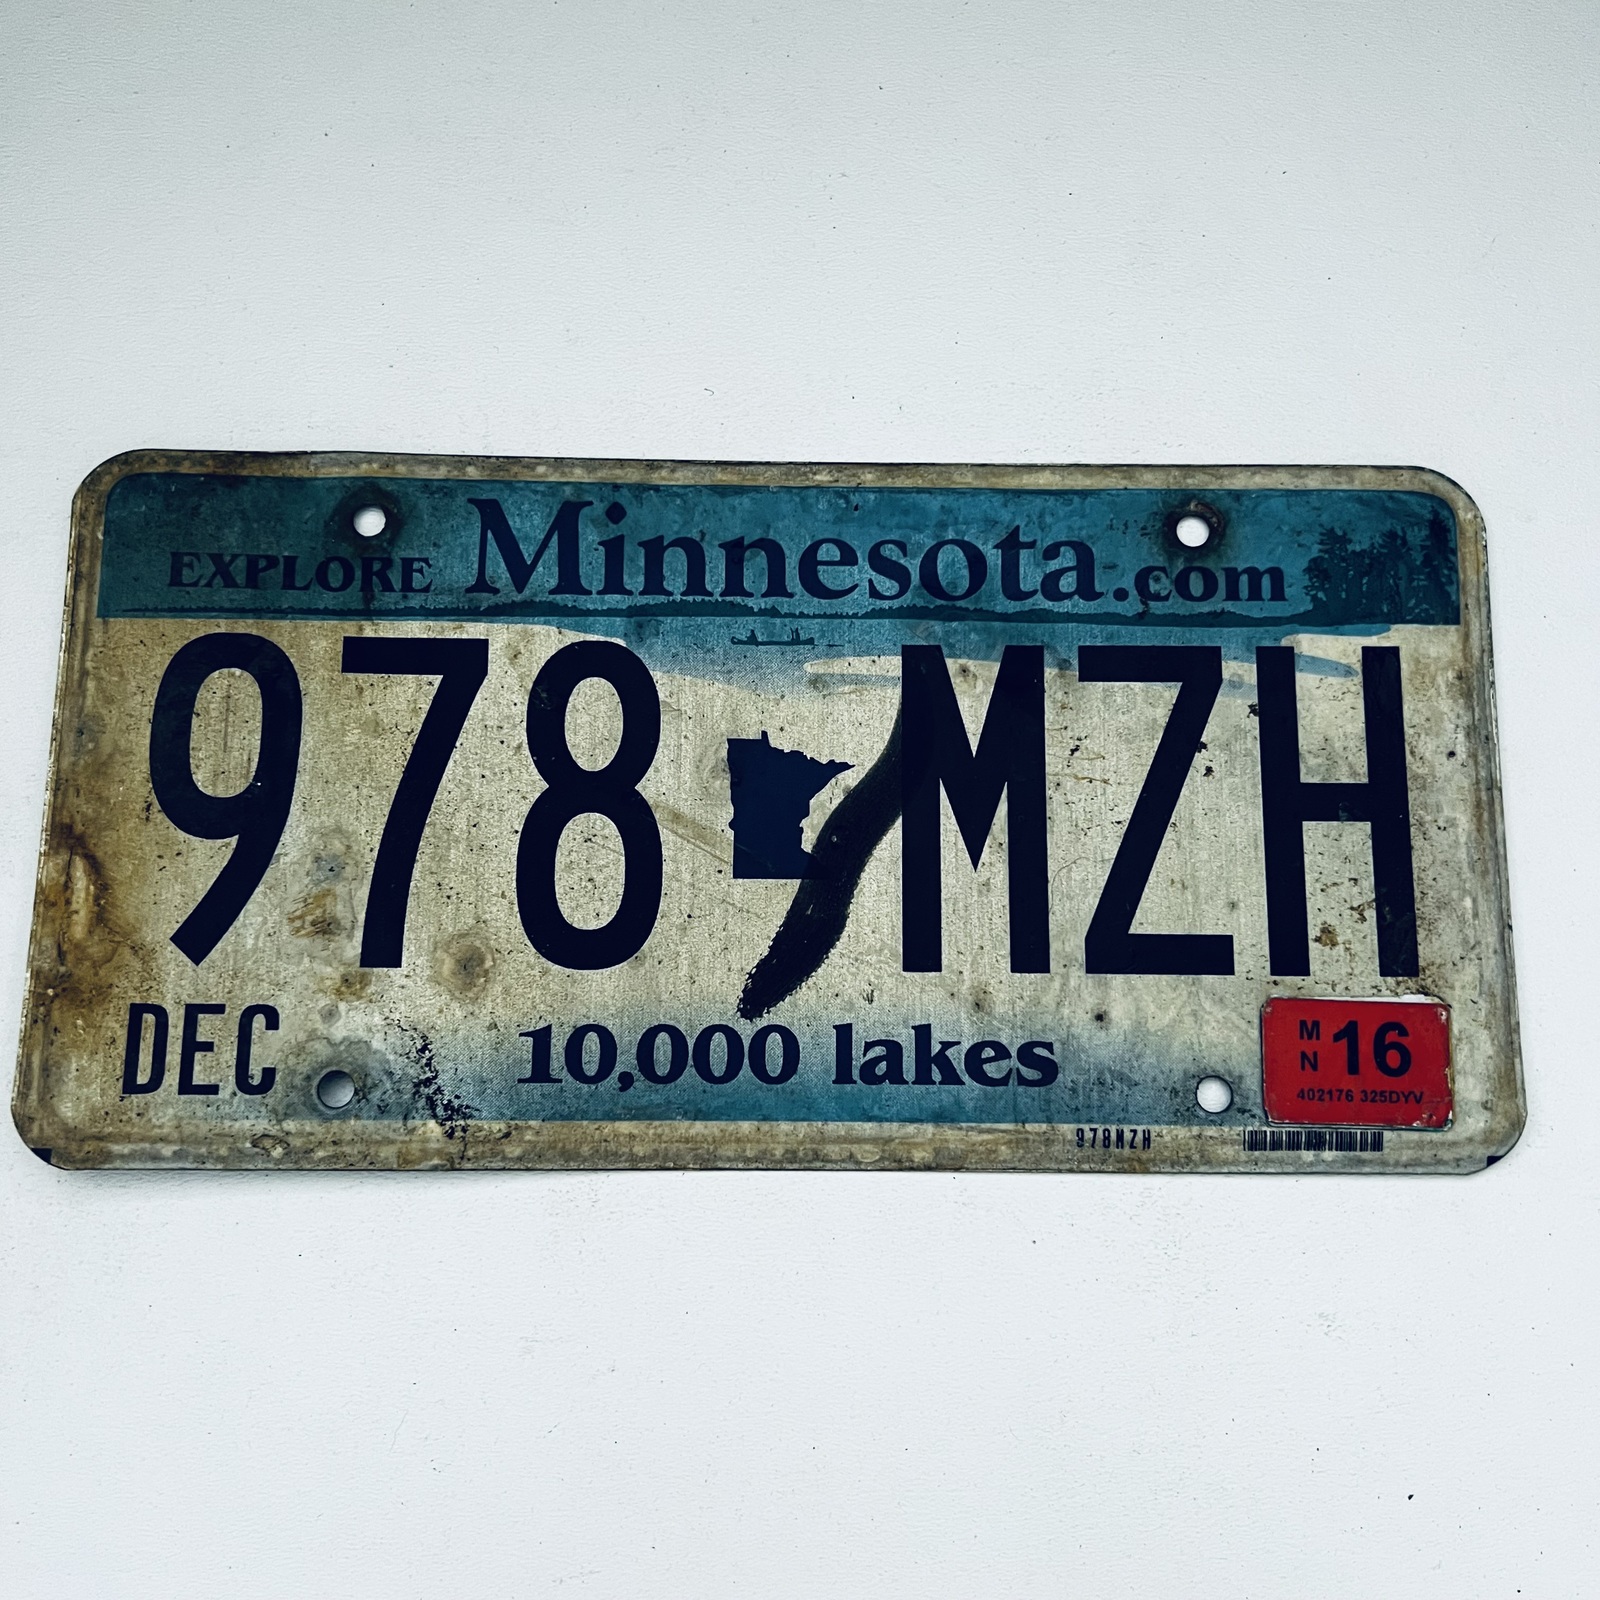 EXPLORE Minnesota.com
978 MZH
DEC
10,000 lakes
MN 16
402176 325DYV
978MZH